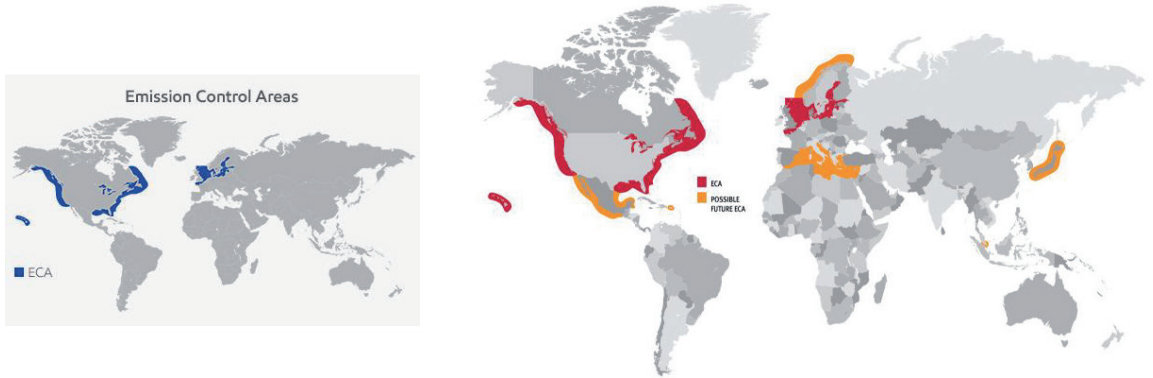 Emission Control Areas
ECA
ECA
POSSIBLE
FUTURE ECA